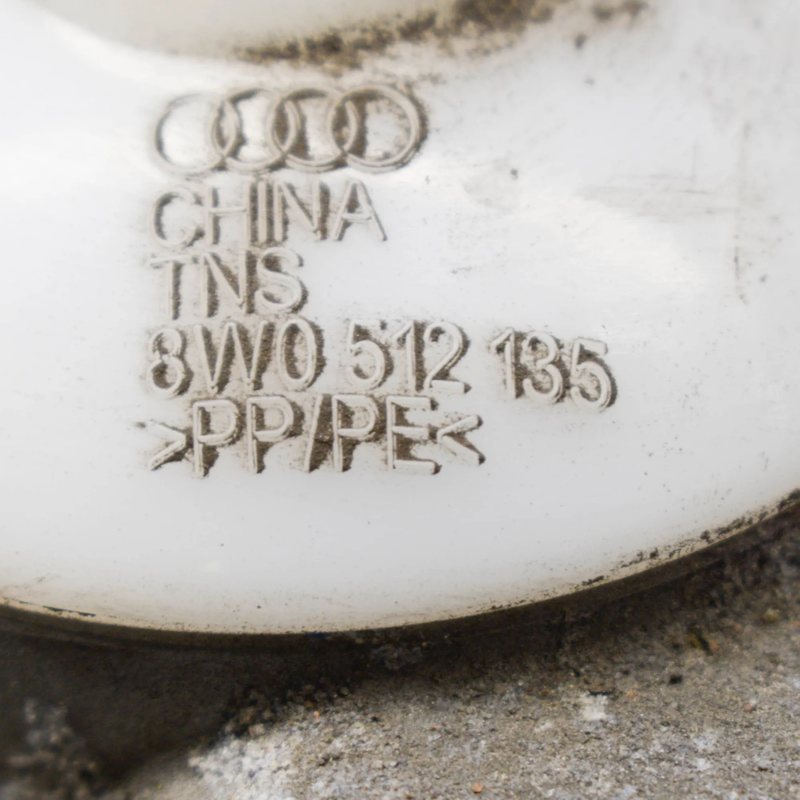 CHINA
TNS
8W0 512 135
>PP/PE<